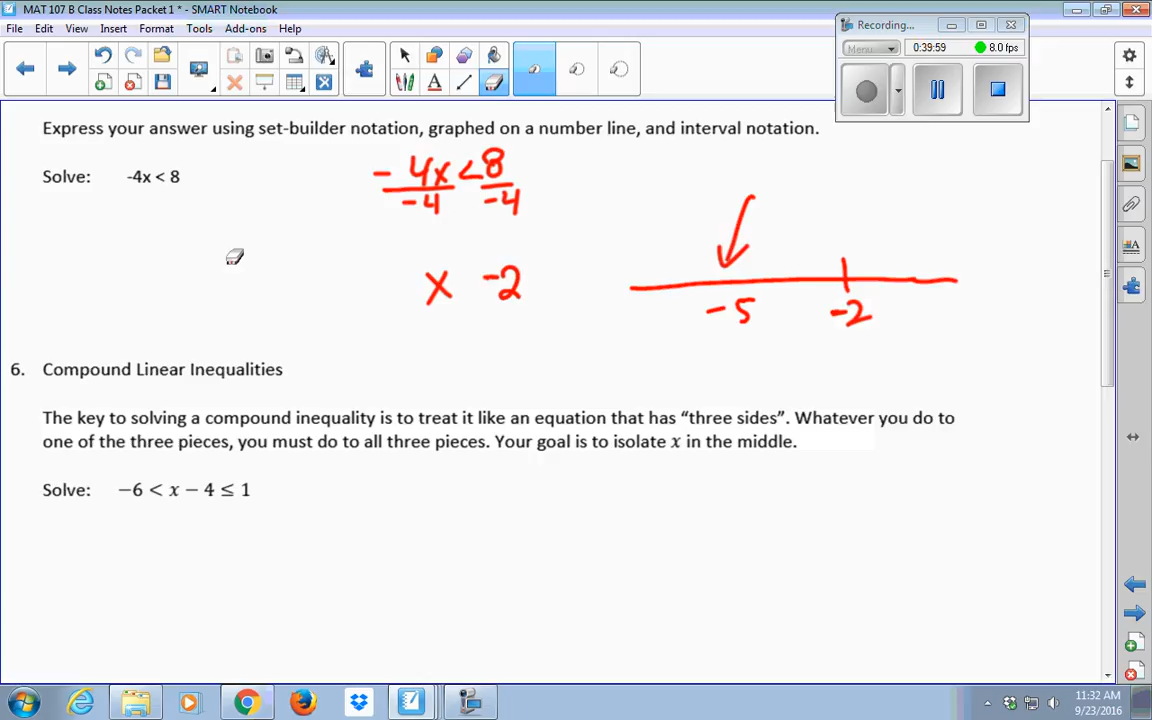 MAT 107 B Class Notes Packet 1 * - SMART Notebook
File Edit View Insert Format Tools Add-ons Help
Recording...
Menu
0:39:59
8.0 fps
Express your answer using set-builder notation, graphed on a number line, and interval notation.
Solve: -4x < 8
- 4x < 8
-4 -4
x -2
-5 -2
6. Compound Linear Inequalities
The key to solving a compound inequality is to treat it like an equation that has “three sides”. Whatever you do to
one of the three pieces, you must do to all three pieces. Your goal is to isolate x in the middle.
Solve: −6 < x − 4 ≤ 1
11:32 AM
9/23/2016